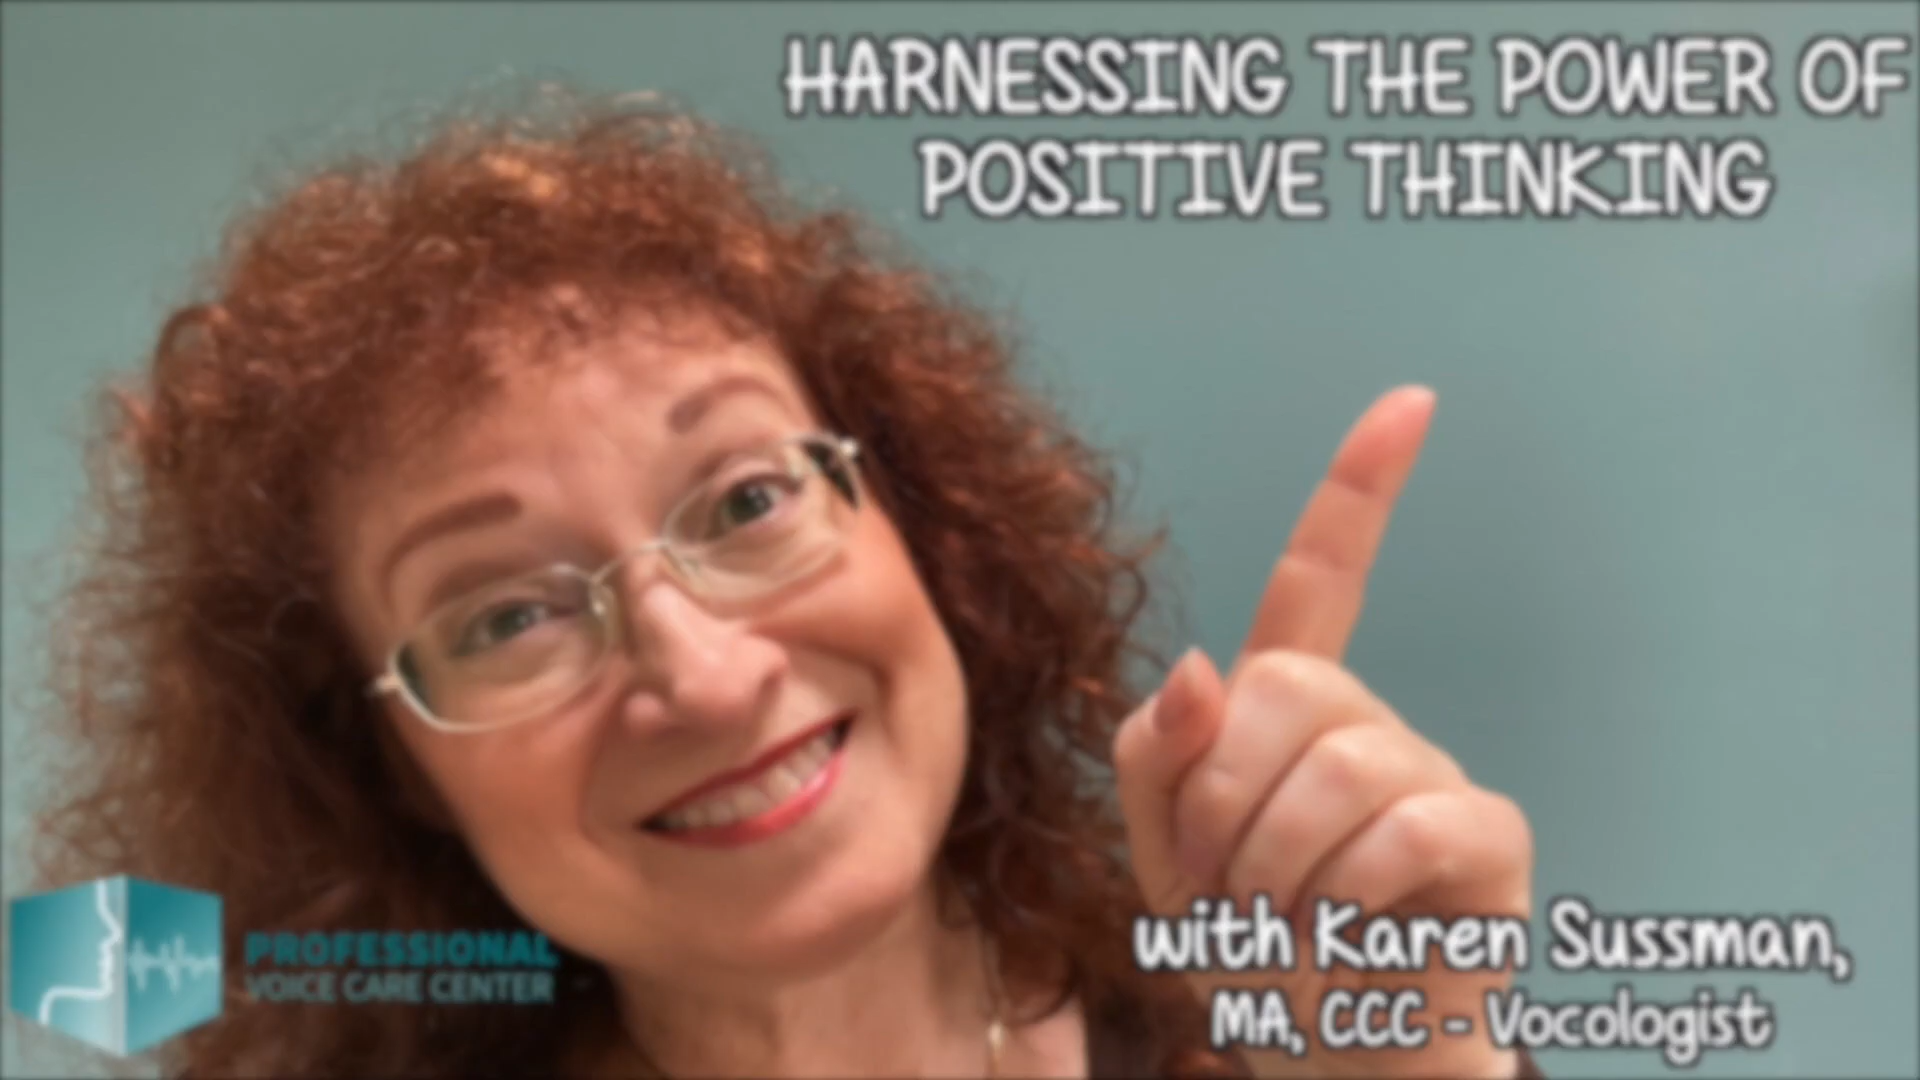 HARNESSING THE POWER OF
POSITIVE THINKING
PROFESSIONAL
VOICE CARE CENTER
with Karen Sussman,
MA, CCC - Vocologist